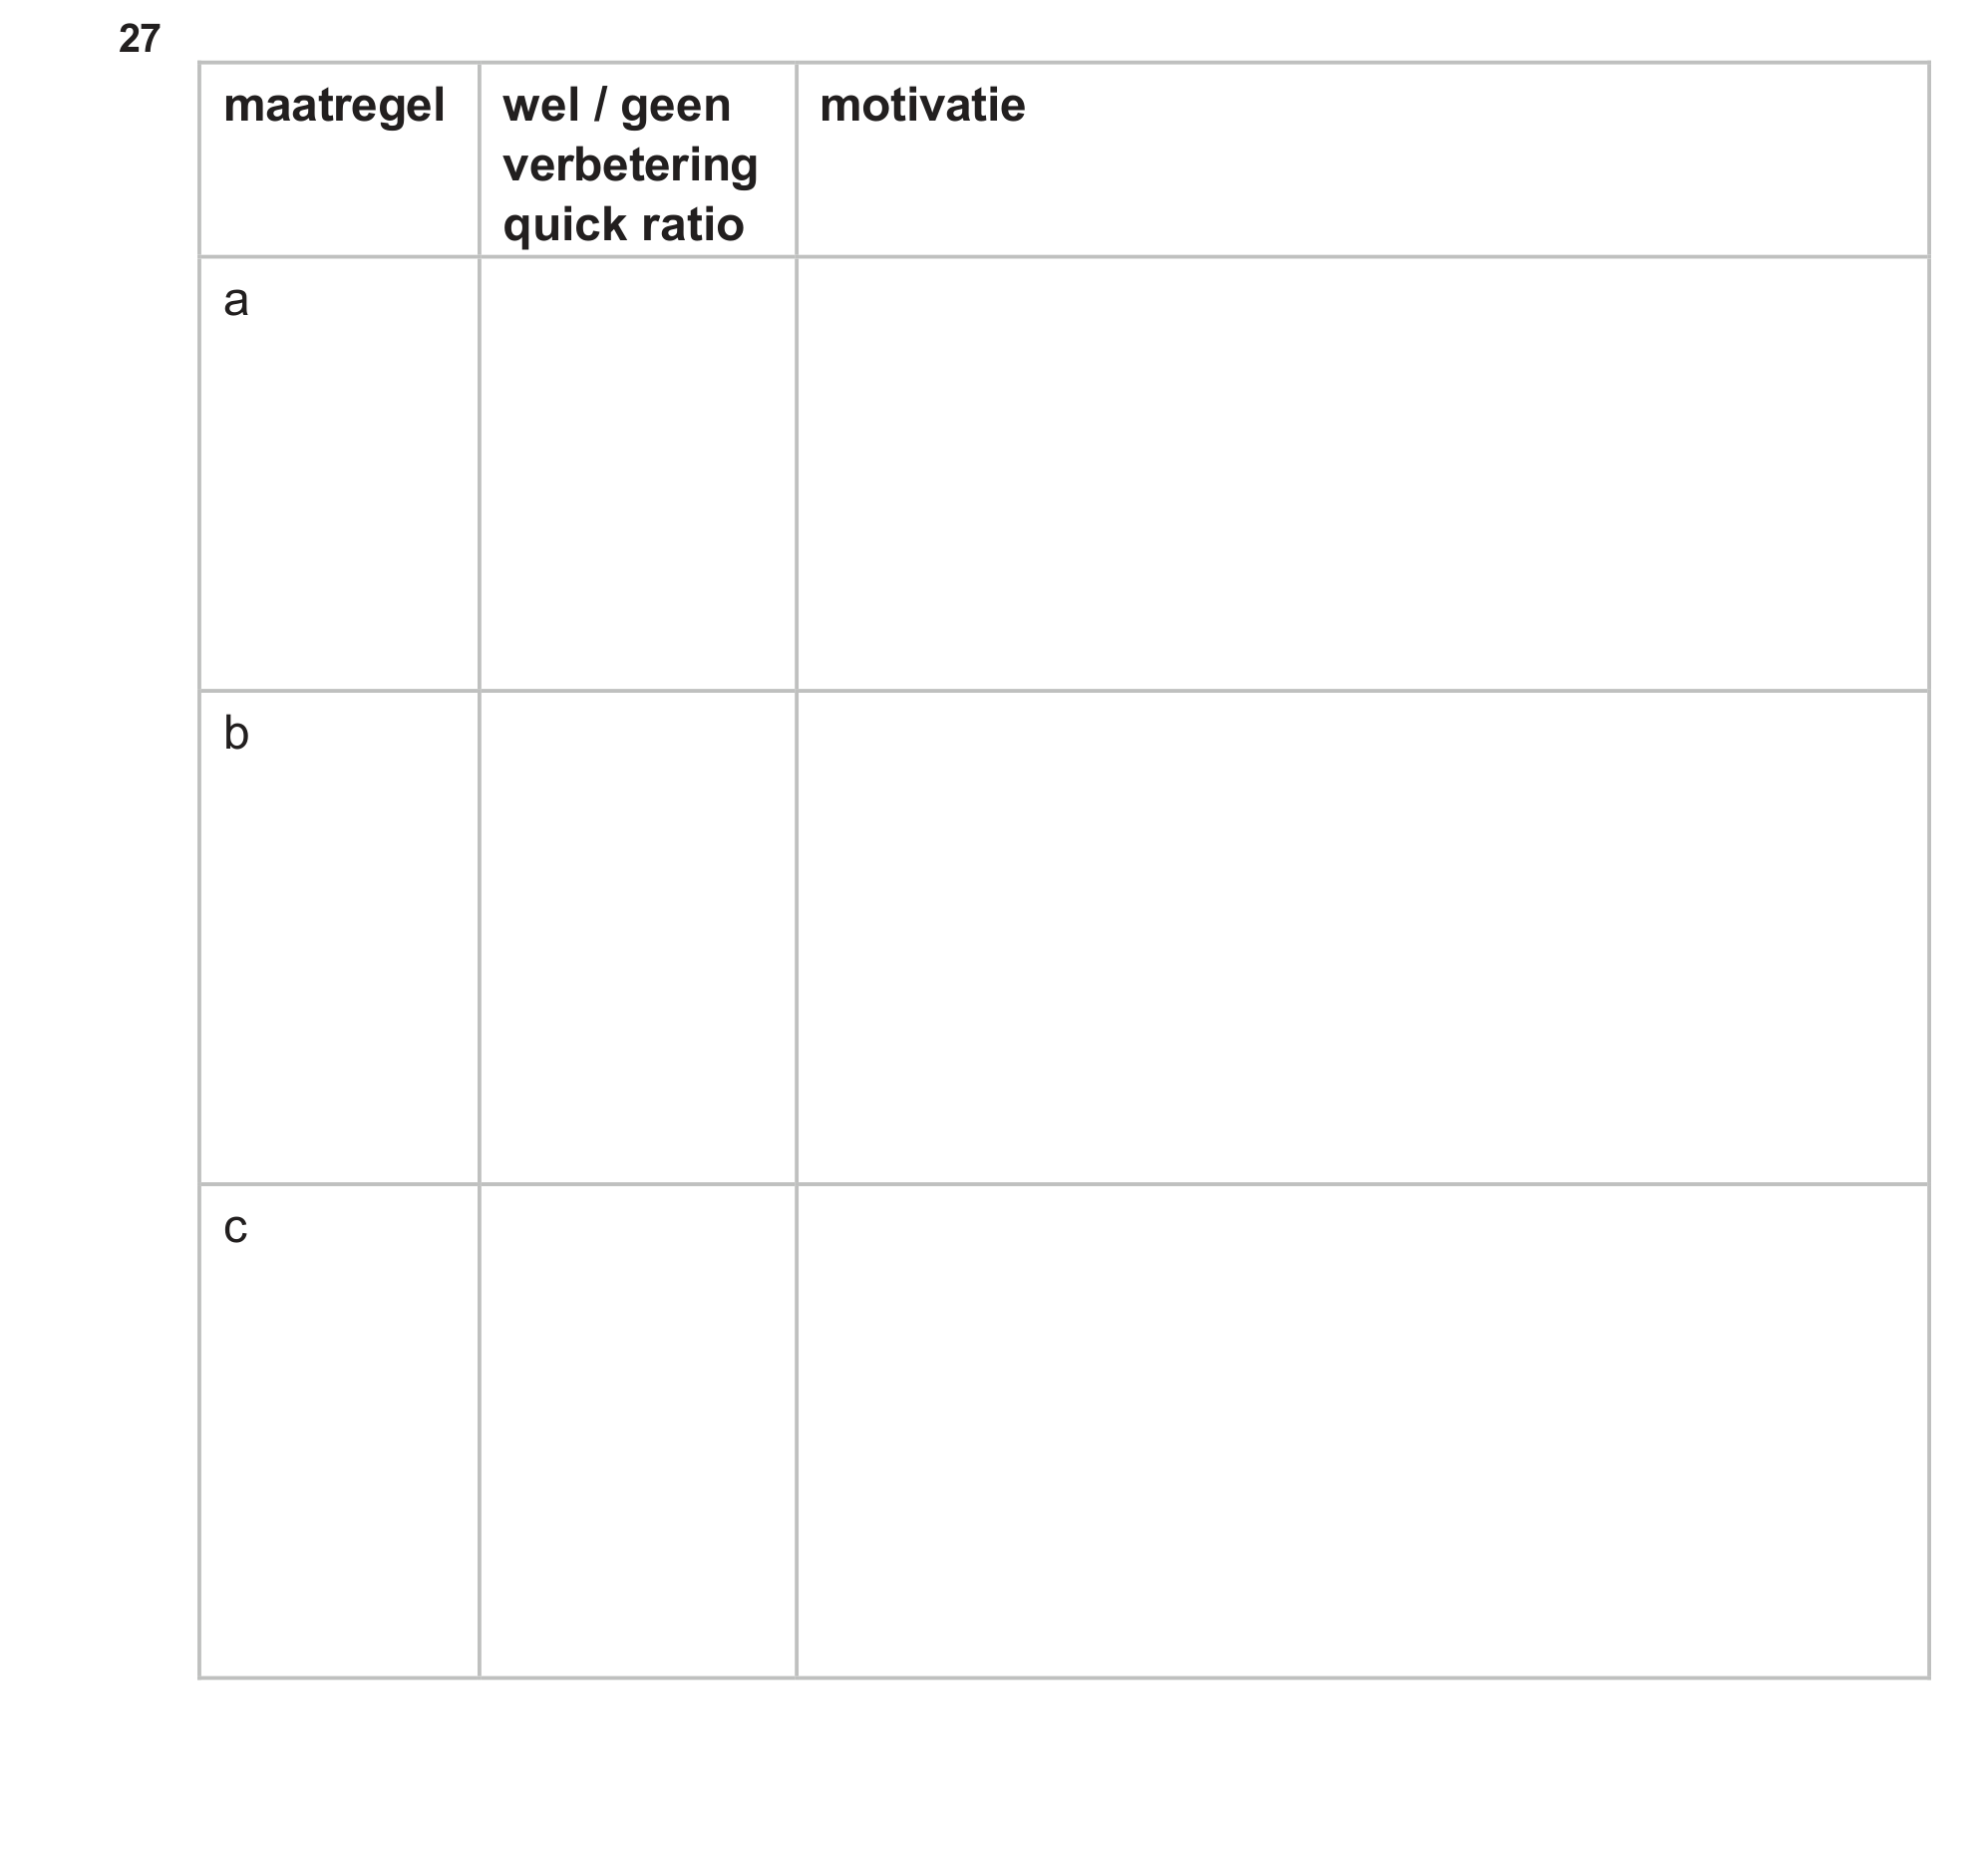 27
maatregel wel / geen motivatie
verbetering
quick ratio
a
b
c